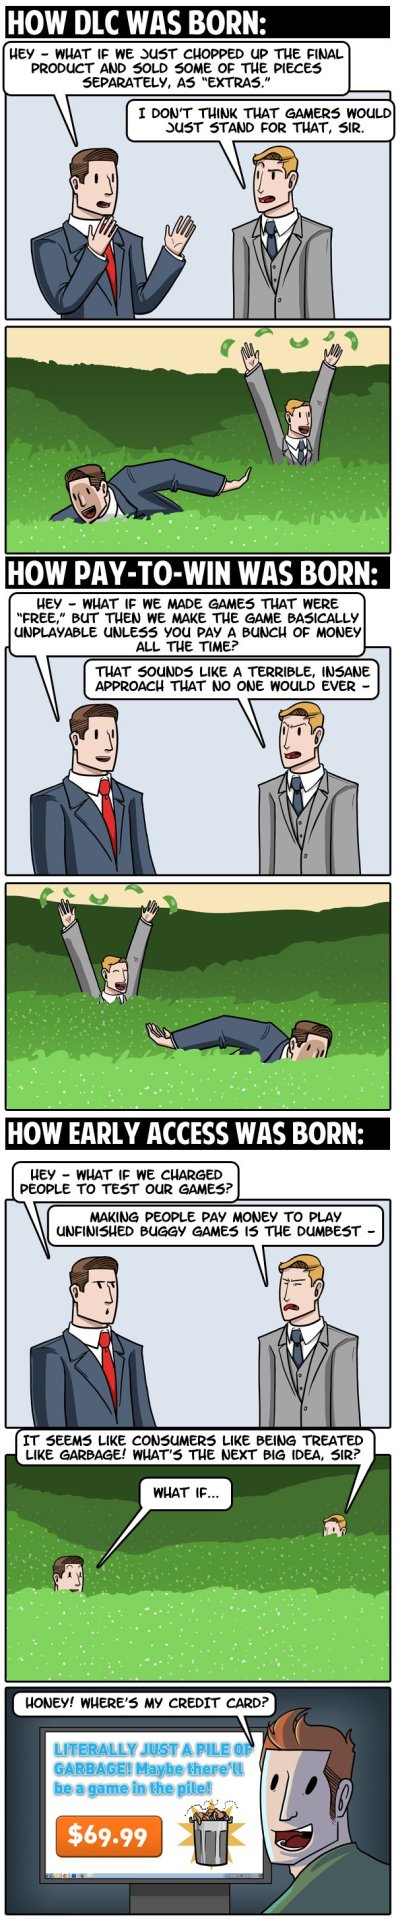 HOW DLC WAS BORN:
HEY - WHAT IF WE JUST CHOPPED UP THE FINAL
PRODUCT AND SOLD SOME OF THE PIECES
SEPARATELY, AS "EXTRAS."
I DON'T THINK THAT GAMERS WOULD
JUST STAND FOR THAT, SIR.
HOW PAY-TO-WIN WAS BORN:
HEY - WHAT IF WE MADE GAMES THAT WERE
"FREE," BUT THEN WE MAKE THE GAME BASICALLY
UNPLAYABLE UNLESS YOU PAY A BUNCH OF MONEY
ALL THE TIME?
THAT SOUNDS LIKE A TERRIBLE, INSANE
APPROACH THAT NO ONE WOULD EVER -
HOW EARLY ACCESS WAS BORN:
HEY - WHAT IF WE CHARGED
PEOPLE TO TEST OUR GAMES?
MAKING PEOPLE PAY MONEY TO PLAY
UNFINISHED BUGGY GAMES IS THE DUMBEST -
IT SEEMS LIKE CONSUMERS LIKE BEING TREATED
LIKE GARBAGE! WHAT'S THE NEXT BIG IDEA, SIR?
WHAT IF...
HONEY! WHERE'S MY CREDIT CARD?
LITERALLY JUST A PILE OF
GARBAGE! Maybe there'll
be a game in the pile!
$69.99